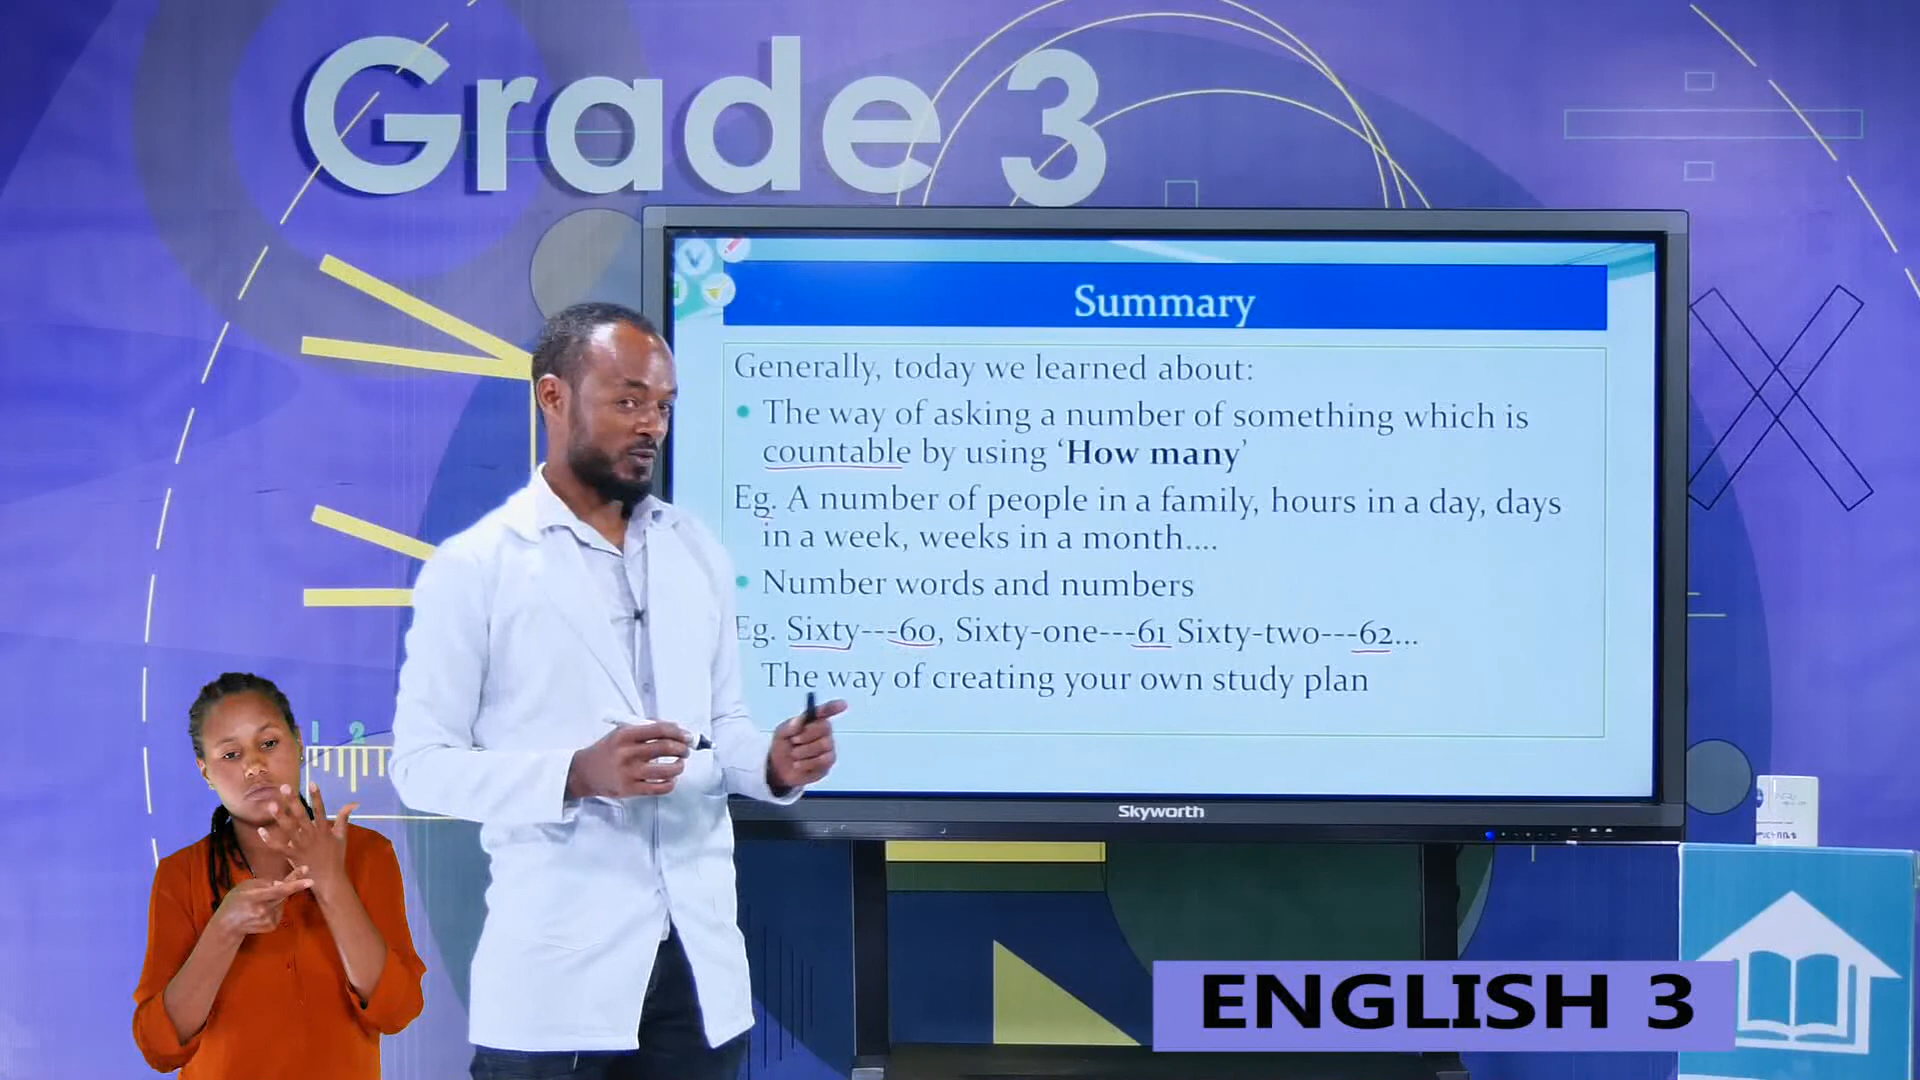 Grade 3
Summary
Generally, today we learned about:
• The way of asking a number of something which is
countable by using ‘How many’
Eg. A number of people in a family, hours in a day, days
in a week, weeks in a month....
• Number words and numbers
Eg. Sixty---60, Sixty-one---61 Sixty-two---62...
The way of creating your own study plan
1 2
Skyworth
ENGLISH 3